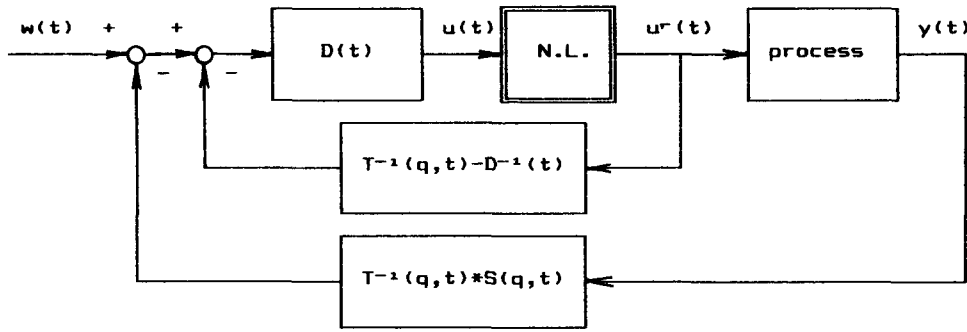 w(t) + + D(t) u(t) N.L. uʳ(t) process y(t)
- -
T⁻¹(q,t)-D⁻¹(t)
T⁻¹(q,t)*S(q,t)